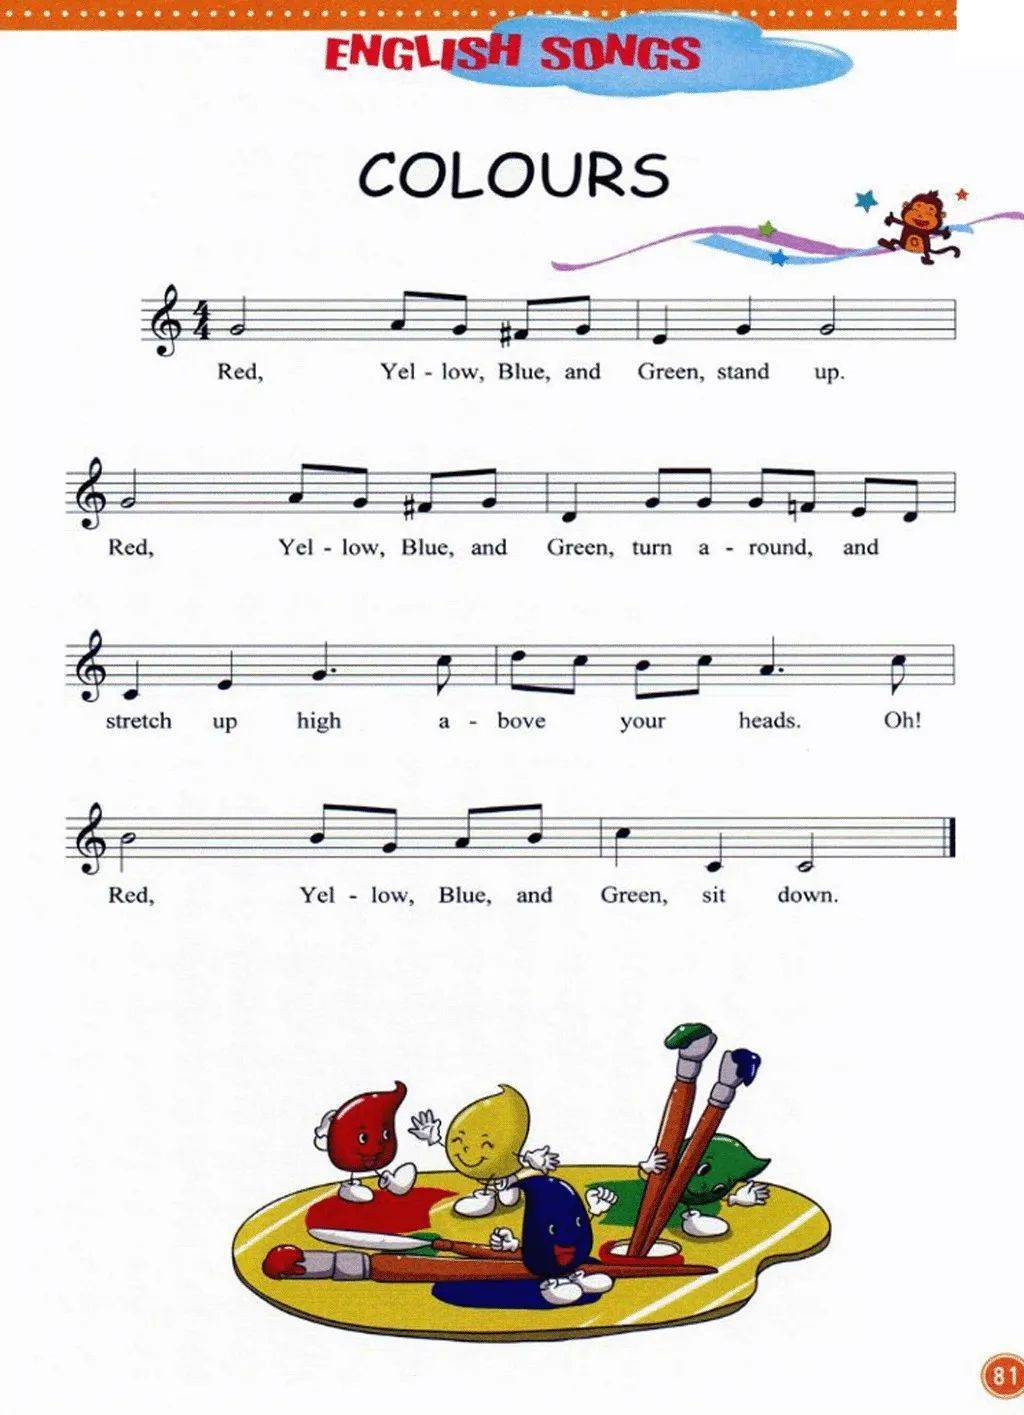 ENGLISH SONGS
COLOURS
4
4
Red, Yel - low, Blue, and Green, stand up.
Red, Yel - low, Blue, and Green, turn a - round, and
stretch up high a - bove your heads. Oh!
Red, Yel - low, Blue, and Green, sit down.
81